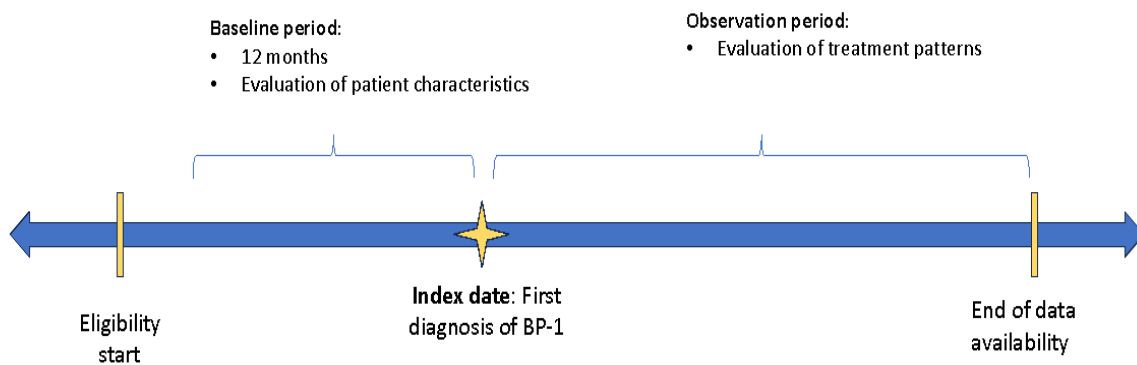 Baseline period:
• 12 months
• Evaluation of patient characteristics
Observation period:
• Evaluation of treatment patterns
Eligibility
start
Index date: First
diagnosis of BP-1
End of data
availability